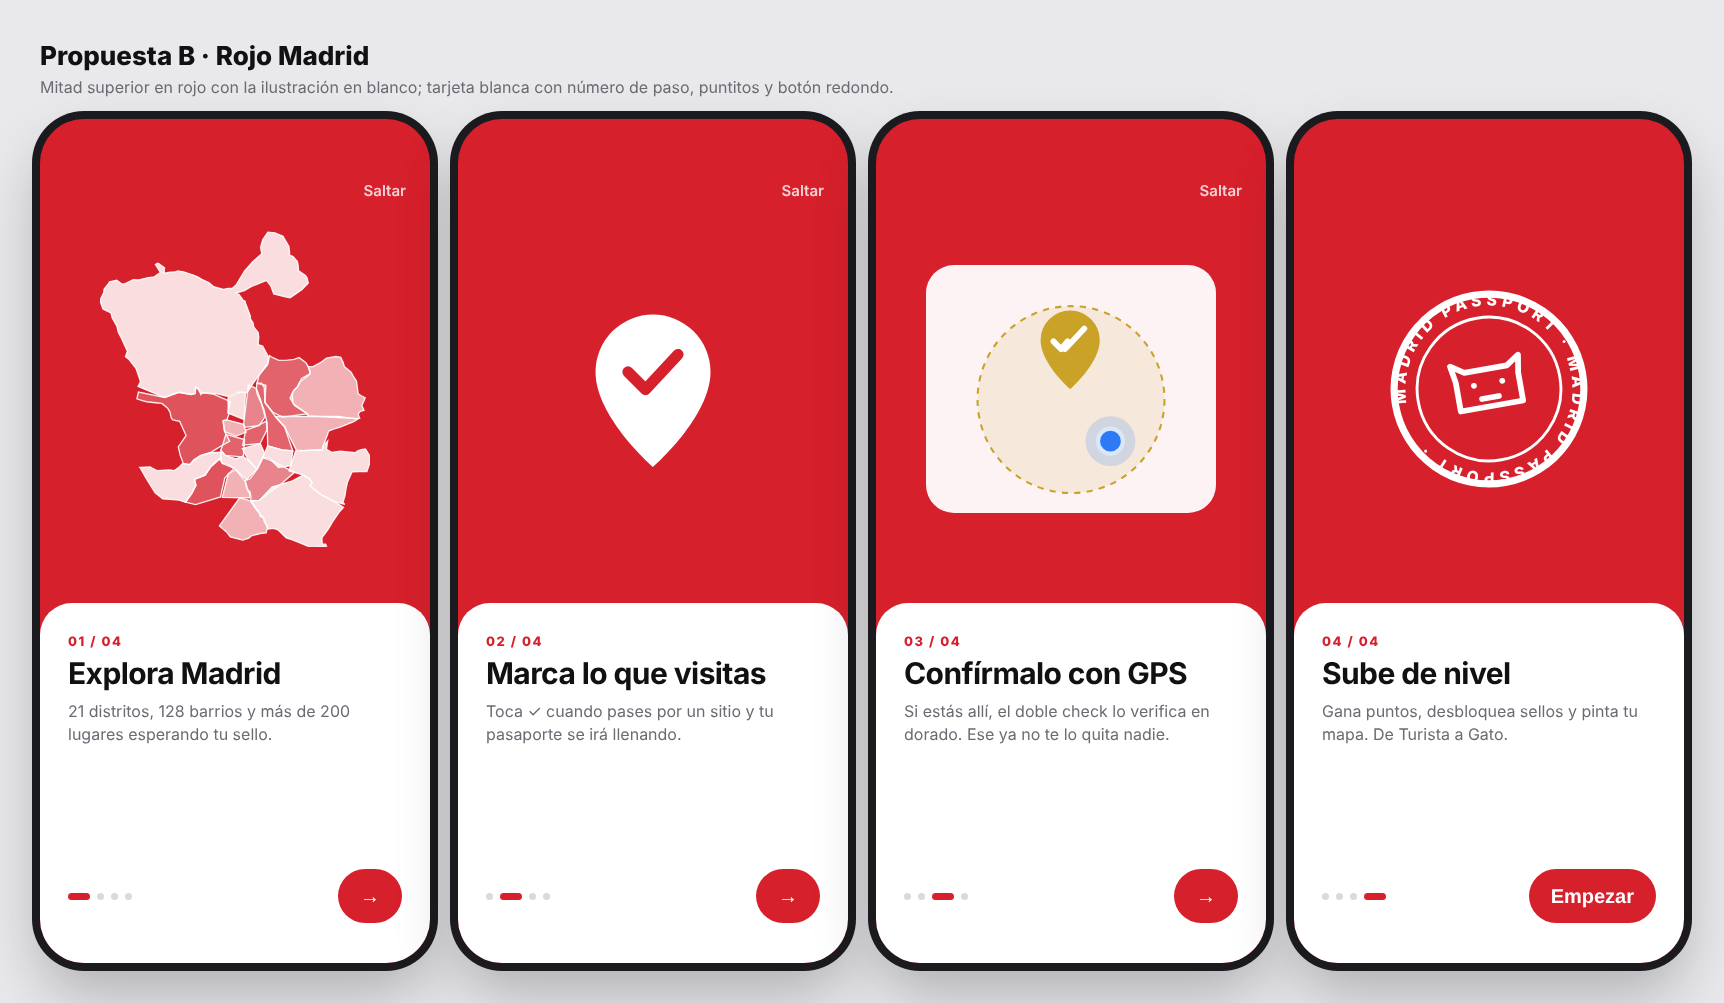 Propuesta B · Rojo Madrid
Mitad superior en rojo con la ilustración en blanco; tarjeta blanca con número de paso, puntitos y botón redondo.
Saltar
01 / 04
Explora Madrid
21 distritos, 128 barrios y más de 200
lugares esperando tu sello.
→
Saltar
02 / 04
Marca lo que visitas
Toca ✓ cuando pases por un sitio y tu
pasaporte se irá llenando.
→
Saltar
03 / 04
Confírmalo con GPS
Si estás allí, el doble check lo verifica en
dorado. Ese ya no te lo quita nadie.
→
MADRID PASSPORT · MADRID PASSPORT ·
04 / 04
Sube de nivel
Gana puntos, desbloquea sellos y pinta tu
mapa. De Turista a Gato.
Empezar